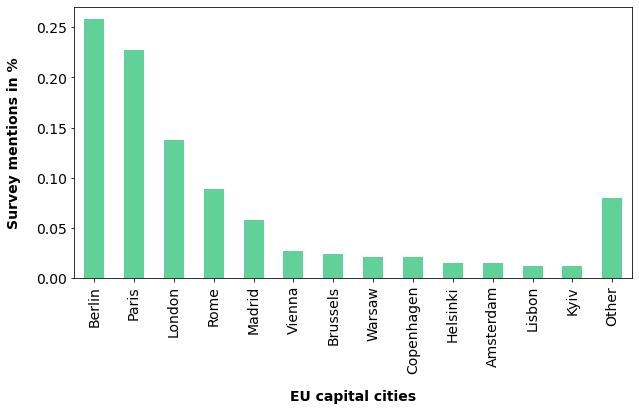 Survey mentions in %
0.25
0.20
0.15
0.10
0.05
0.00
Berlin
Paris
London
Rome
Madrid
Vienna
Brussels
Warsaw
Copenhagen
Helsinki
Amsterdam
Lisbon
Kyiv
Other
EU capital cities